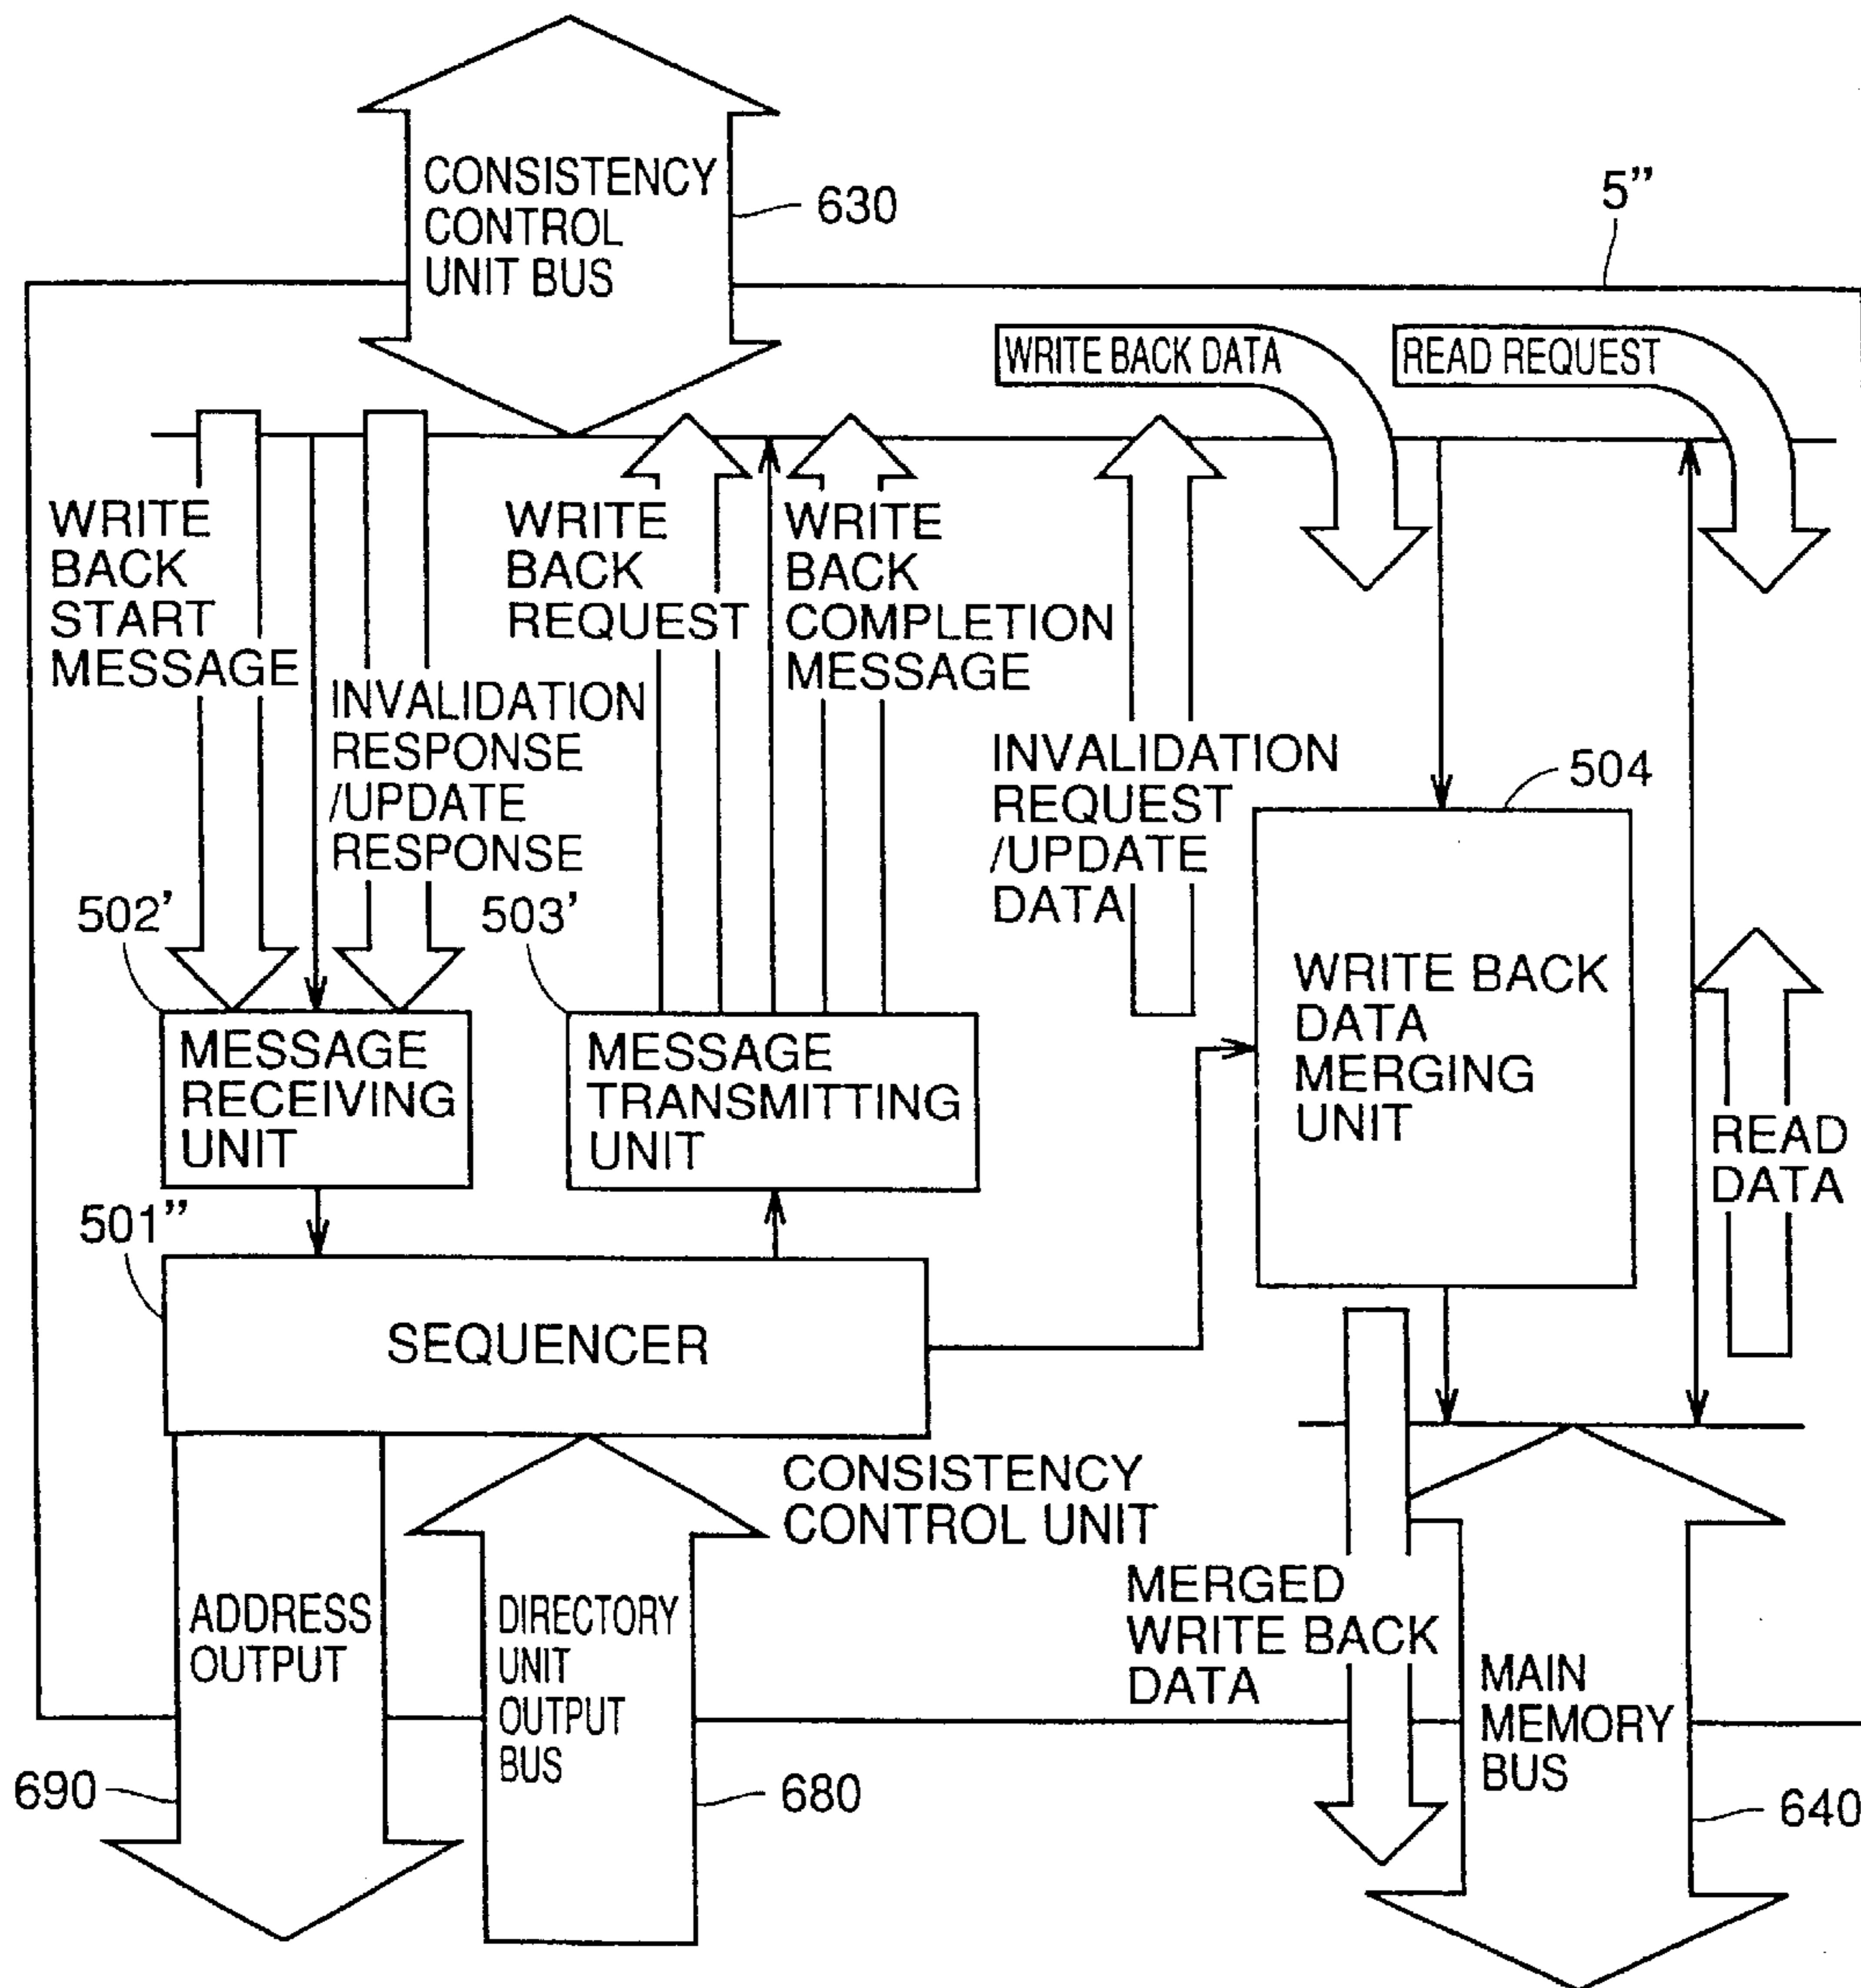 CONSISTENCY
CONTROL
UNIT BUS
630
5”
WRITE BACK DATA
READ REQUEST
WRITE
BACK
START
MESSAGE
INVALIDATION
RESPONSE
/UPDATE
RESPONSE
WRITE
BACK
REQUEST
WRITE
BACK
COMPLETION
MESSAGE
INVALIDATION
REQUEST
/UPDATE
DATA
504
502’
503’
MESSAGE
RECEIVING
UNIT
MESSAGE
TRANSMITTING
UNIT
WRITE BACK
DATA
MERGING
UNIT
READ
DATA
501”
SEQUENCER
CONSISTENCY
CONTROL UNIT
ADDRESS
OUTPUT
DIRECTORY
UNIT
OUTPUT
BUS
MERGED
WRITE BACK
DATA
MAIN
MEMORY
BUS
690
680
640